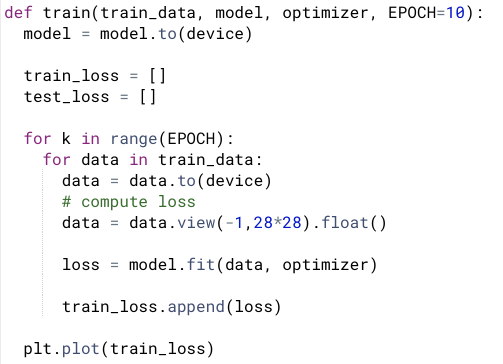 def train(train_data, model, optimizer, EPOCH=10):
model = model.to(device)
train_loss = []
test_loss = []
for k in range(EPOCH):
for data in train_data:
data = data.to(device)
# compute loss
data = data.view(-1,28*28).float()
loss = model.fit(data, optimizer)
train_loss.append(loss)
plt.plot(train_loss)